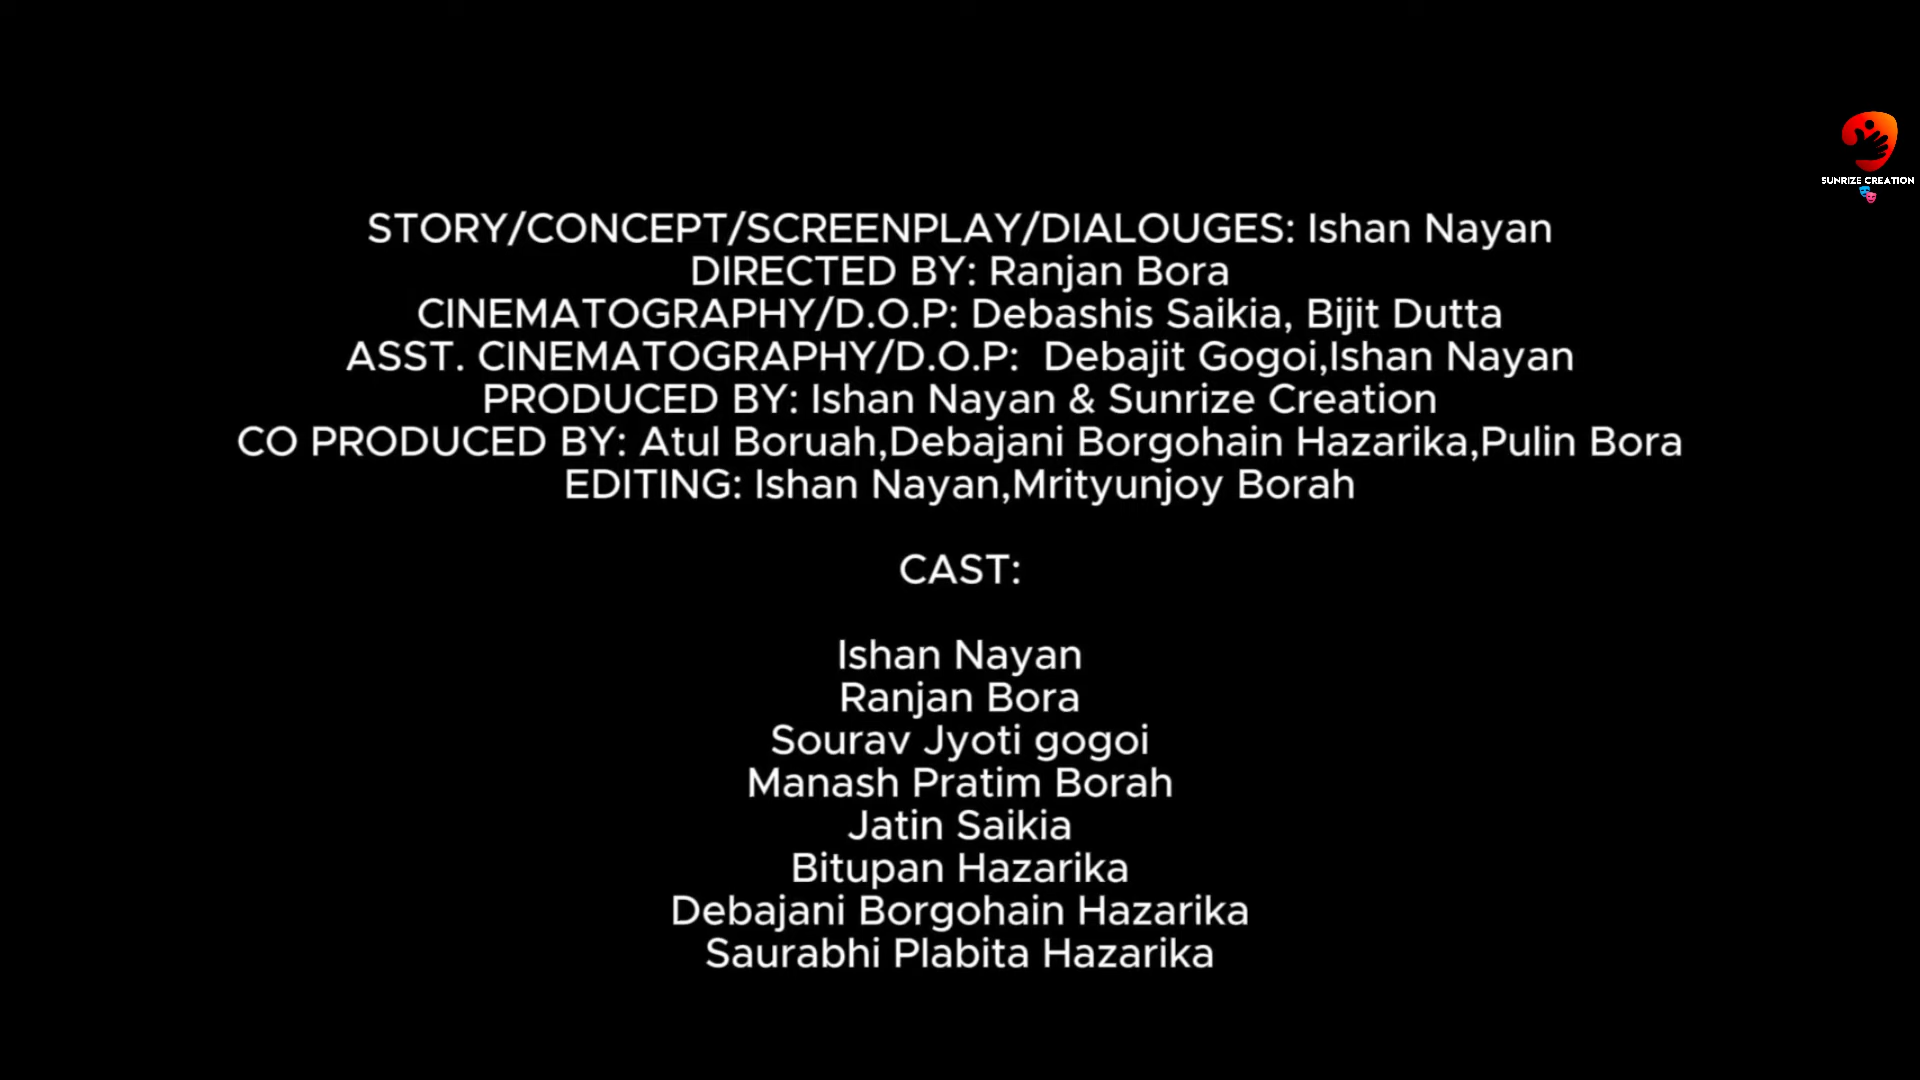 SUNRIZE CREATION
STORY/CONCEPT/SCREENPLAY/DIALOUGES: Ishan Nayan
DIRECTED BY: Ranjan Bora
CINEMATOGRAPHY/D.O.P: Debashis Saikia, Bijit Dutta
ASST. CINEMATOGRAPHY/D.O.P:  Debajit Gogoi,Ishan Nayan
PRODUCED BY: Ishan Nayan & Sunrize Creation
CO PRODUCED BY: Atul Boruah,Debajani Borgohain Hazarika,Pulin Bora
EDITING: Ishan Nayan,Mrityunjoy Borah
CAST:
Ishan Nayan
Ranjan Bora
Sourav Jyoti gogoi
Manash Pratim Borah
Jatin Saikia
Bitupan Hazarika
Debajani Borgohain Hazarika
Saurabhi Plabita Hazarika